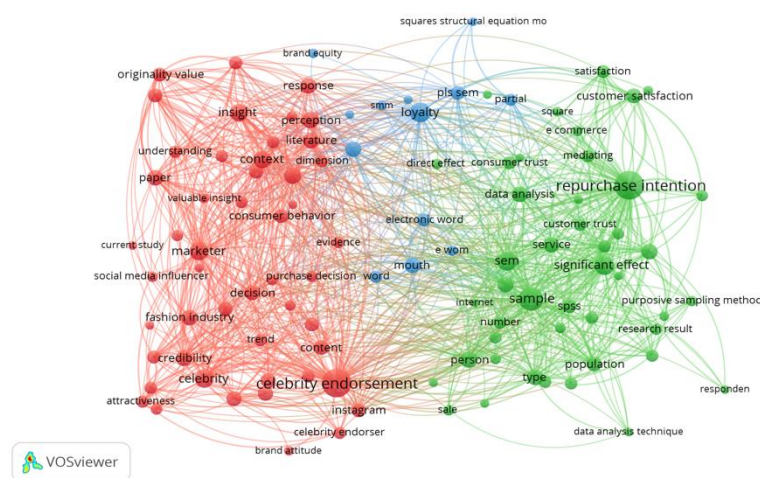 squares structural equation mo
brand equity
originality value
response
satisfaction
pls sem
customer satisfaction
smm
partial
insight
loyalty
square
perception
literature
e commerce
understanding
context
dimension
direct effect
consumer trust
mediating
paper
repurchase intention
valuable insight
data analysis
consumer behavior
electronic word
customer trust
current study
marketer
evidence
e wom
service
sem
significant effect
social media influencer
purchase decision
word
mouth
decision
internet
sample
spss
purposive sampling method
fashion industry
number
research result
trend
content
credibility
person
population
celebrity
celebrity endorsement
type
responden
attractiveness
instagram
sale
celebrity endorser
data analysis technique
brand attitude
VOSviewer